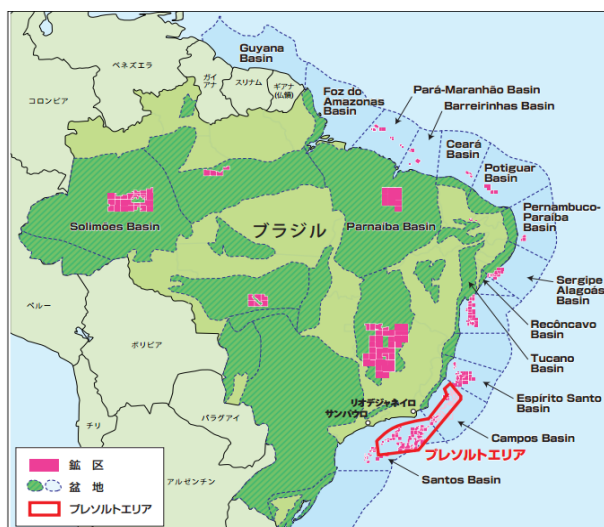 Guyana
Basin
ベネズエラ
ガイ
アナ
スリナム
ギアナ
(仏領)
コロンビア
Foz do
Amazonas
Basin
Pará-Maranhão Basin
Barreirinhas Basin
Ceará
Basin
Potiguar
Basin
Solimões Basin
ブラジル
Parnaiba Basin
Pernambuco-
Paraiba
Basin
Sergipe
Alagoás
Basin
ペルー
Recôncavo
Basin
ボリビア
Tucano
Basin
Espírito Santo
Basin
リオデジャネイロ
サンパウロ
パラグアイ
チリ
Campos Basin
プレソルトエリア
Santos Basin
アルゼンチン
鉱 区
盆 地
プレソルトエリア